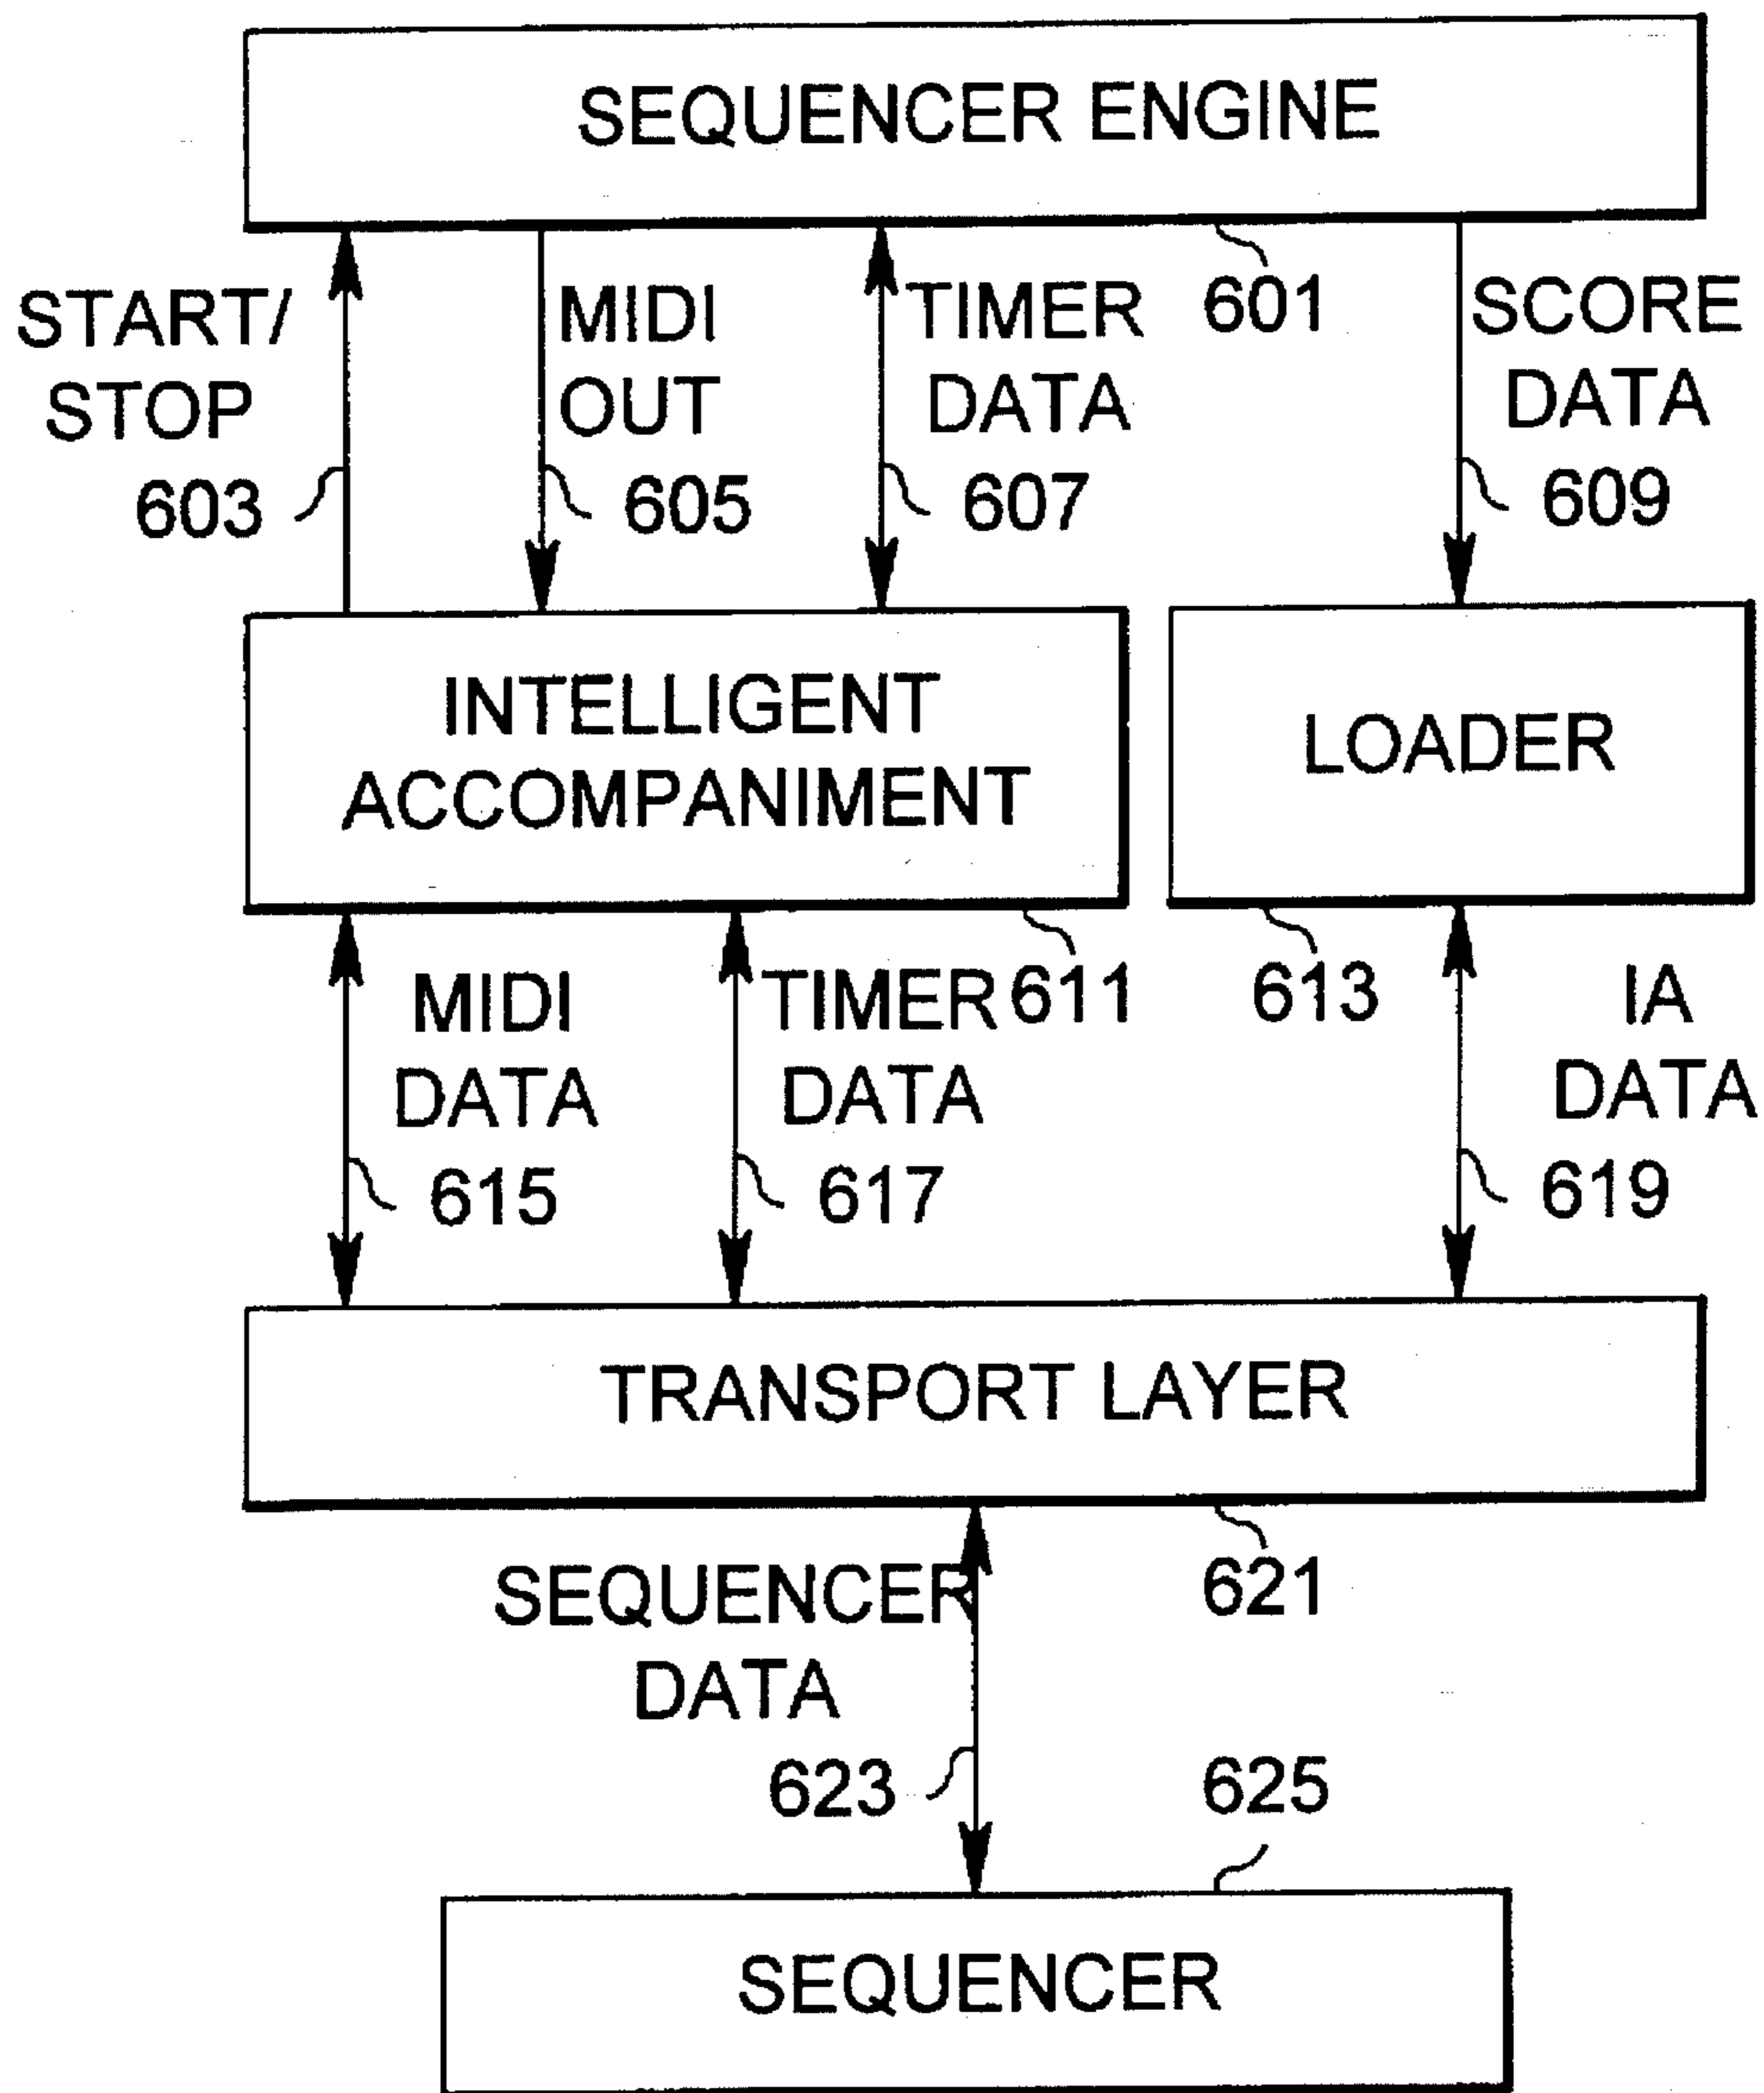 SEQUENCER ENGINE
START/
STOP
603
MIDI
OUT
605
TIMER
DATA
607
601
SCORE
DATA
609
INTELLIGENT
ACCOMPANIMENT
LOADER
MIDI
DATA
615
TIMER
DATA
617
611
613
IA
DATA
619
TRANSPORT LAYER
SEQUENCER
DATA
623
621
625
SEQUENCER